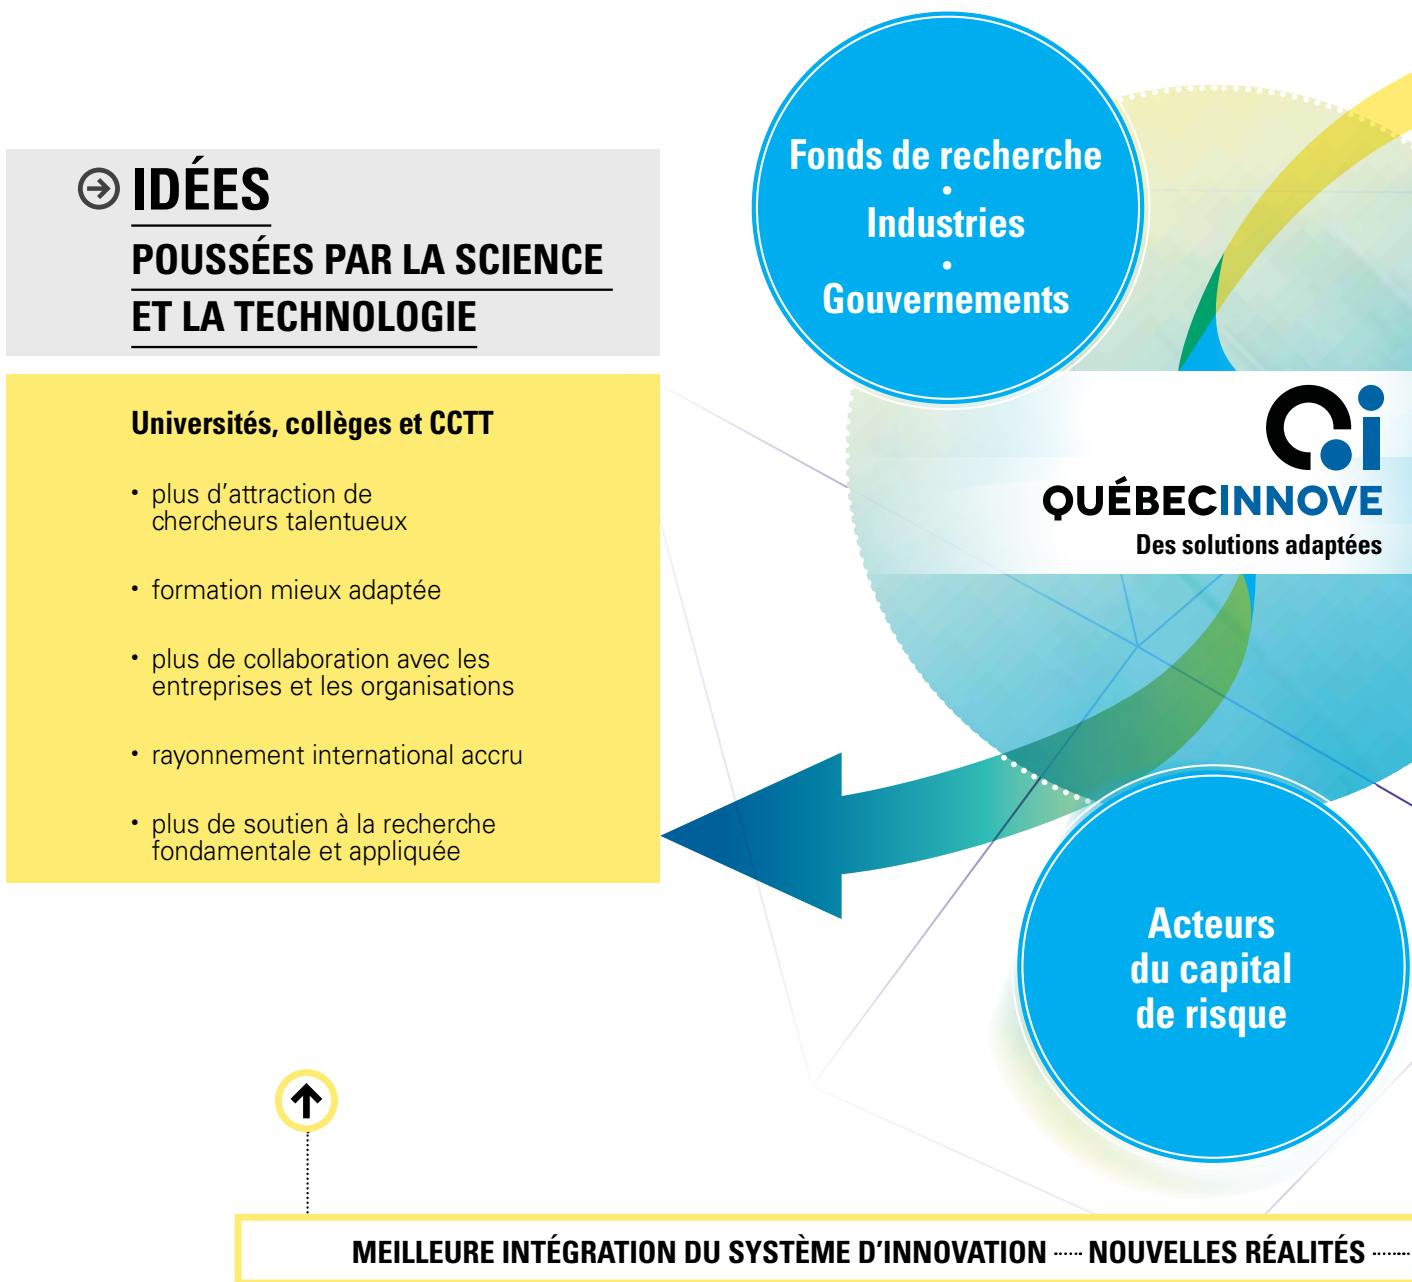 IDÉES
POUSSÉES PAR LA SCIENCE
ET LA TECHNOLOGIE
Universités, collèges et CCTT
• plus d’attraction de
chercheurs talentueux
• formation mieux adaptée
• plus de collaboration avec les
entreprises et les organisations
• rayonnement international accru
• plus de soutien à la recherche
fondamentale et appliquée
Fonds de recherche
•
Industries
•
Gouvernements
Qi
QUÉBECINNOVE
Des solutions adaptées
Acteurs
du capital
de risque
MEILLEURE INTÉGRATION DU SYSTÈME D’INNOVATION ······ NOUVELLES RÉALITÉS ·······